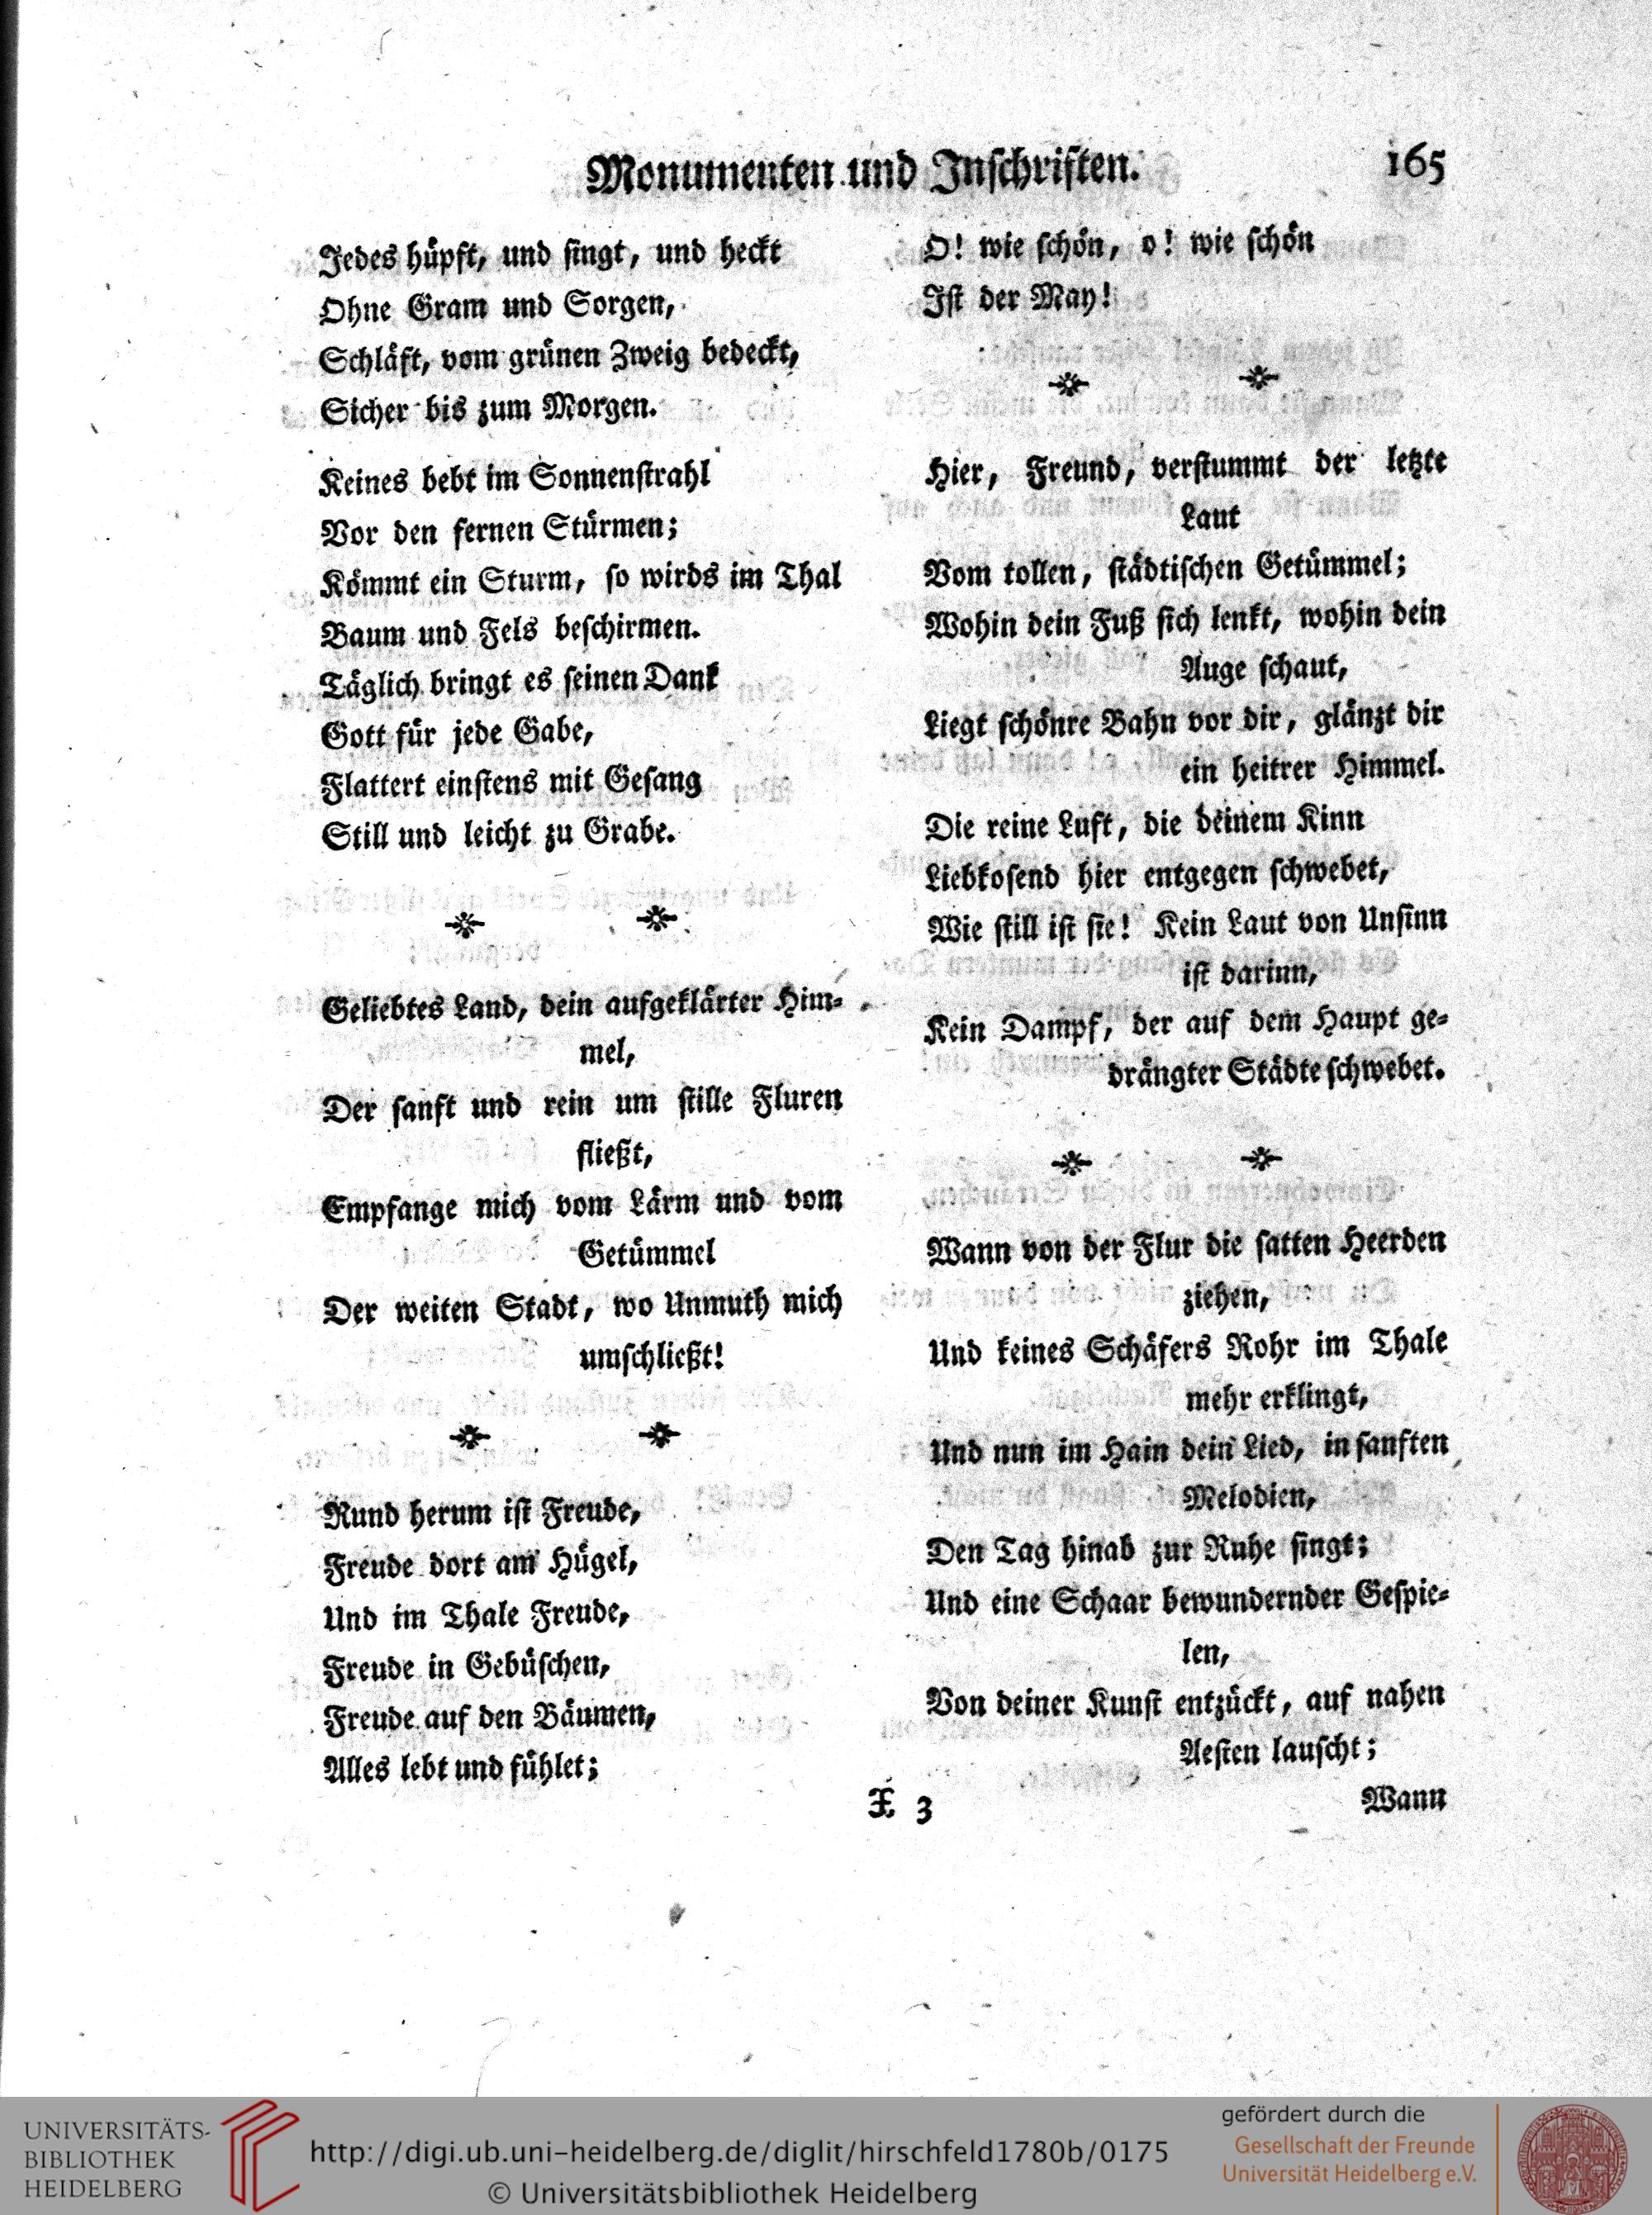 Monumenten und Inschriften. 165
Jedes hüpft, und singt, und heckt
Ohne Gram und Sorgen,
Schläft, vom grünen Zweig bedeckt,
Sicher bis zum Morgen.
Keines bebt im Sonnenstrahl
Vor den fernen Stürmen;
Kömmt ein Sturm, so wirds im Thal
Baum und Fels beschirmen.
Täglich bringt es seinen Dank
Gott für jede Gabe,
Flattert einstens mit Gesang
Still und leicht zu Grabe.
Geliebtes Land, dein aufgeklärter Him-
mel,
Der sanft und rein um stille Fluren
fließt,
Empfange mich vom Lärm und vom
Getümmel
Der weiten Stadt, wo Unmuth mich
umschließt!
Rund herum ist Freude,
Freude dort am Hügel,
Und im Thale Freude,
Freude in Gebüschen,
Freude auf den Bäumen,
Alles lebt und fühlet;
O! wie schön, o! wie schön
Ist der May!
Hier, Freund, verstummt der letzte
Laut
Vom tollen, städtischen Getümmel;
Wohin dein Fuß sich lenkt, wohin dein
Auge schaut,
Liegt schönre Bahn vor dir, glänzt dir
ein heitrer Himmel.
Die reine Luft, die deinem Kinn
Liebkosend hier entgegen schwebet,
Wie still ist sie! Kein Laut von Unsinn
ist darinn,
Kein Dampf, der auf dem Haupt ge-
drängter Städte schwebet.
Wann von der Flur die satten Heerden
ziehen,
Und keines Schäfers Rohr im Thale
mehr erklingt,
Und nun im Hain dein Lied, in sanften
Melodien,
Den Tag hinab zur Ruhe singt;
Und eine Schaar bewundernder Gespie-
len,
Von deiner Kunst entzückt, auf nahen
Aesten lauscht;
X 3 Wann
UNIVERSITÄTS-
BIBLIOTHEK
HEIDELBERG
http://digi.ub.uni-heidelberg.de/diglit/hirschfeld1780b/0175
© Universitätsbibliothek Heidelberg
gefördert durch die
Gesellschaft der Freunde
Universität Heidelberg e.V.